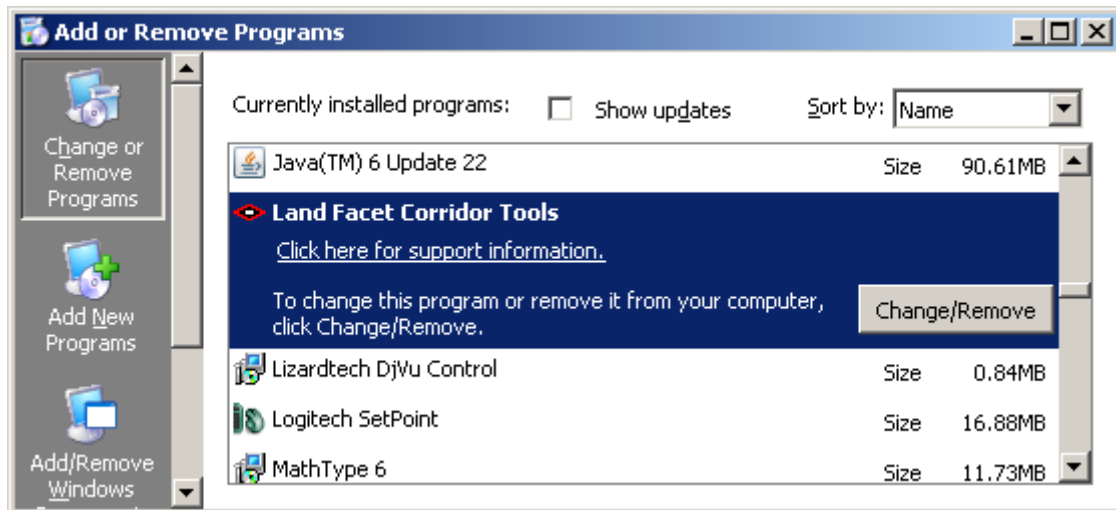 Add or Remove Programs
Change or
Remove
Programs
Add New
Programs
Add/Remove
Windows
Currently installed programs:
Show updates
Sort by: Name
Java(TM) 6 Update 22 Size 90.61MB
Land Facet Corridor Tools
Click here for support information.
To change this program or remove it from your computer,
click Change/Remove.
Change/Remove
Lizardtech DjVu Control Size 0.84MB
Logitech SetPoint Size 16.88MB
MathType 6 Size 11.73MB